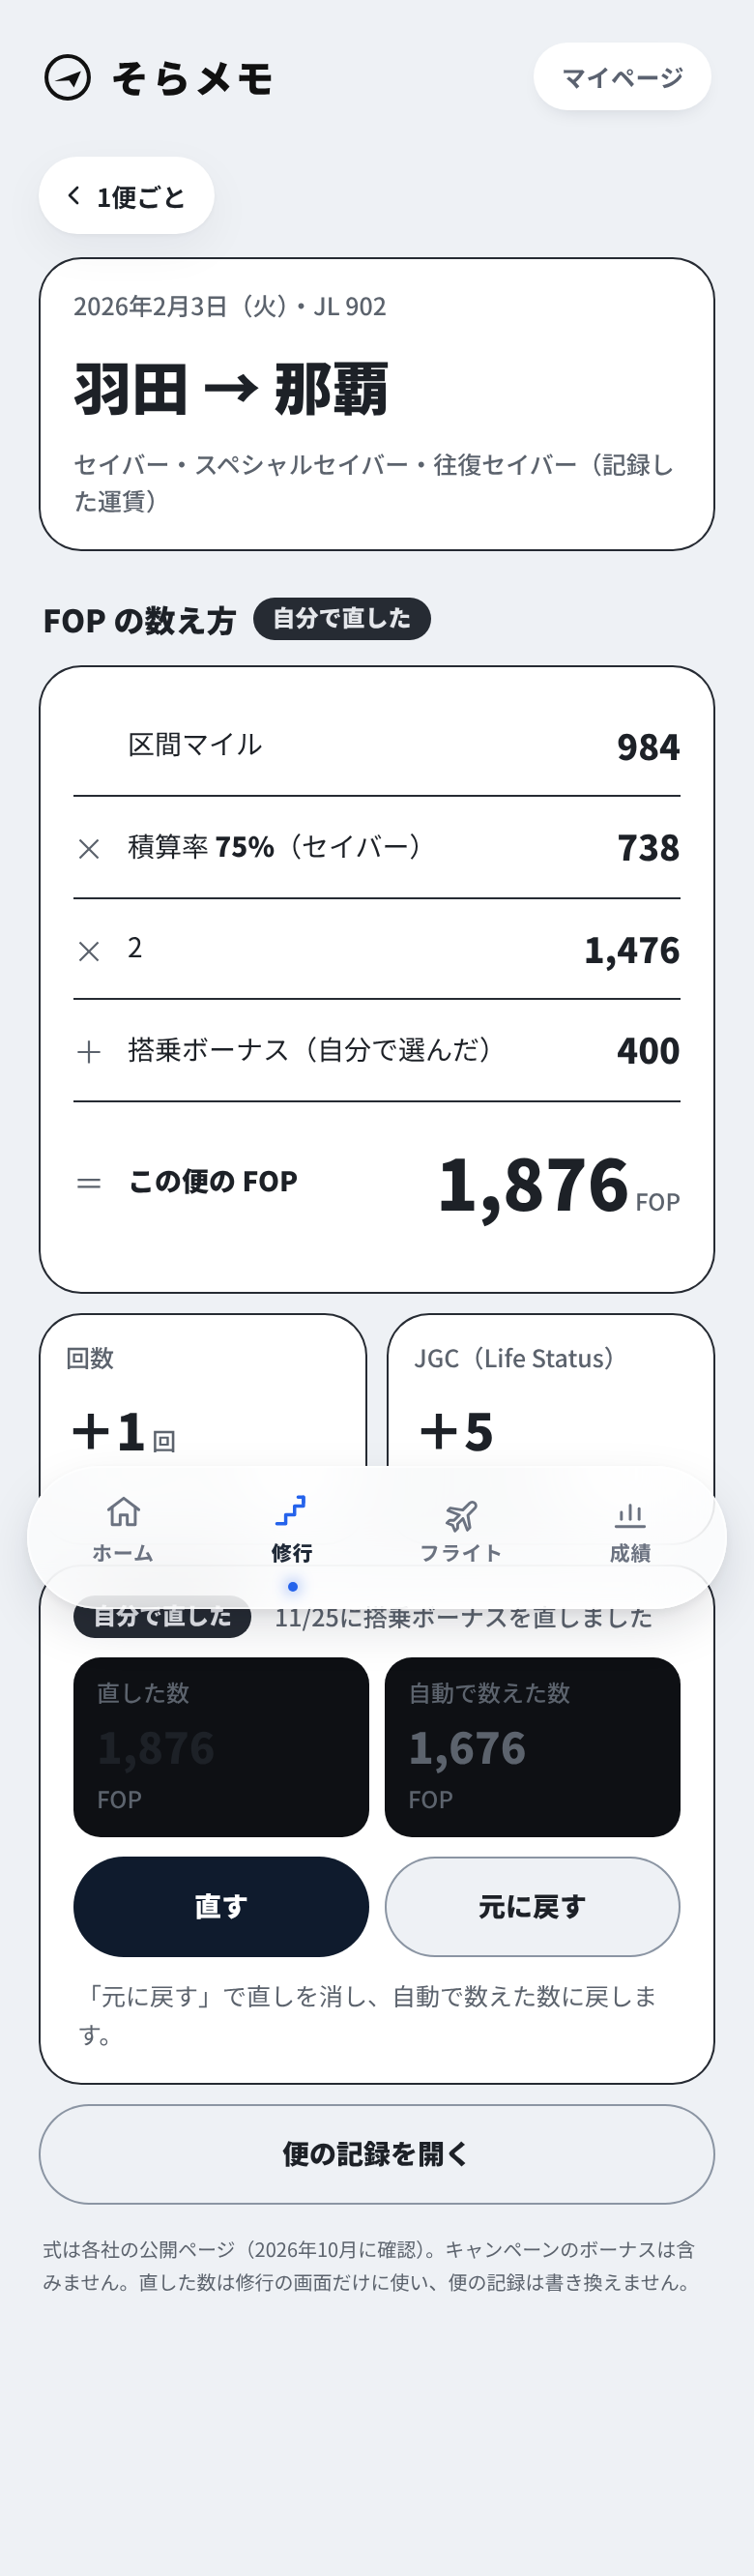 そらメモ
マイページ
1便ごと
2026年2月3日（火）・JL 902
羽田 → 那覇
セイバー・スペシャルセイバー・往復セイバー（記録し
た運賃）
FOP の数え方 自分で直した
区間マイル 984
× 積算率 75%（セイバー） 738
× 2 1,476
＋ 搭乗ボーナス（自分で選んだ） 400
＝ この便の FOP 1,876 FOP
回数
＋1 回
JGC（Life Status）
＋5
ホーム
修行
フライト
成績
自分で直した 11/25に搭乗ボーナスを直しました
直した数
1,876
FOP
自動で数えた数
1,676
FOP
直す
元に戻す
「元に戻す」で直しを消し、自動で数えた数に戻しま
す。
便の記録を開く
式は各社の公開ページ（2026年10月に確認）。キャンペーンのボーナスは含
みません。直した数は修行の画面だけに使い、便の記録は書き換えません。